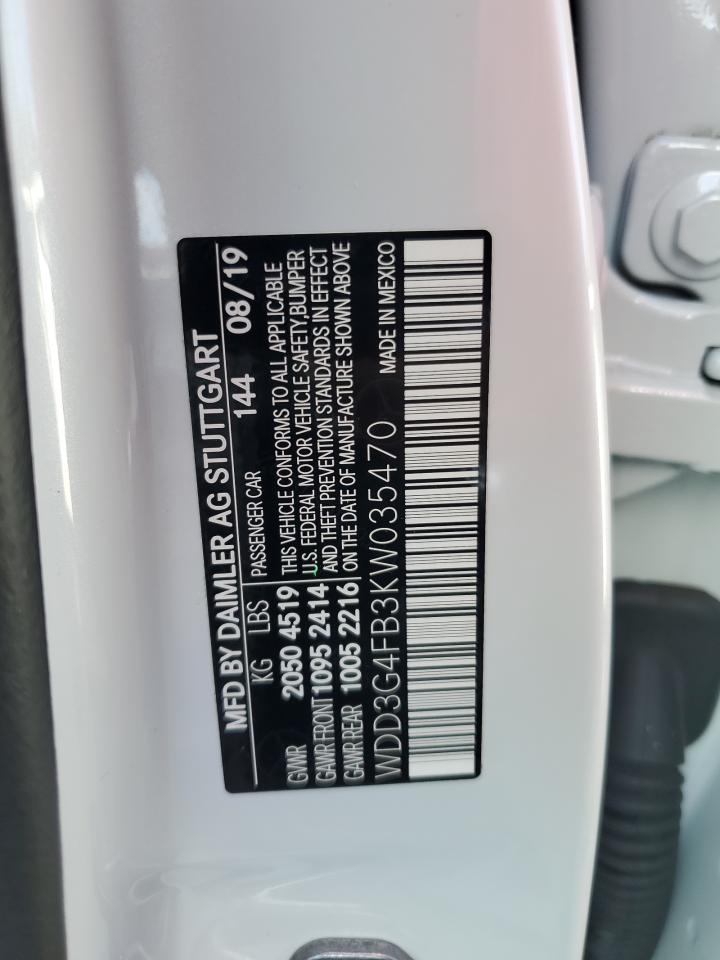 MFD BY DAIMLER AG STUTTGART
KG LBS 144 08/19
PASSENGER CAR
GVWR 2050 4519
GAWR FRONT 1095 2414
GAWR REAR 1005 2216
THIS VEHICLE CONFORMS TO ALL APPLICABLE
U.S. FEDERAL MOTOR VEHICLE SAFETY, BUMPER
AND THEFT PREVENTION STANDARDS IN EFFECT
ON THE DATE OF MANUFACTURE SHOWN ABOVE
WDD3G4FB3KW035470 MADE IN MEXICO